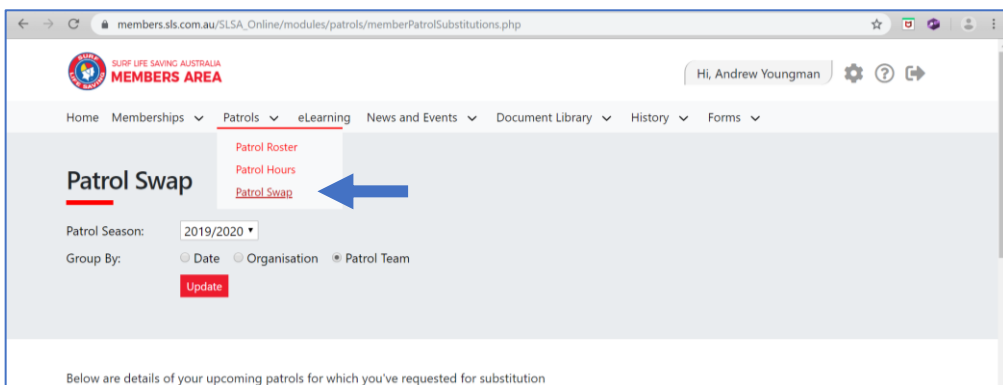 members.sls.com.au/SLSA_Online/modules/patrols/memberPatrolSubstitutions.php
SURF LIFE SAVING
SURF LIFE SAVING AUSTRALIA
MEMBERS AREA
Hi, Andrew Youngman
Home Memberships Patrols eLearning News and Events Document Library History Forms
Patrol Roster
Patrol Hours
Patrol Swap
Patrol Swap
Patrol Season: 2019/2020
Group By: Date Organisation Patrol Team
Update
Below are details of your upcoming patrols for which you've requested for substitution